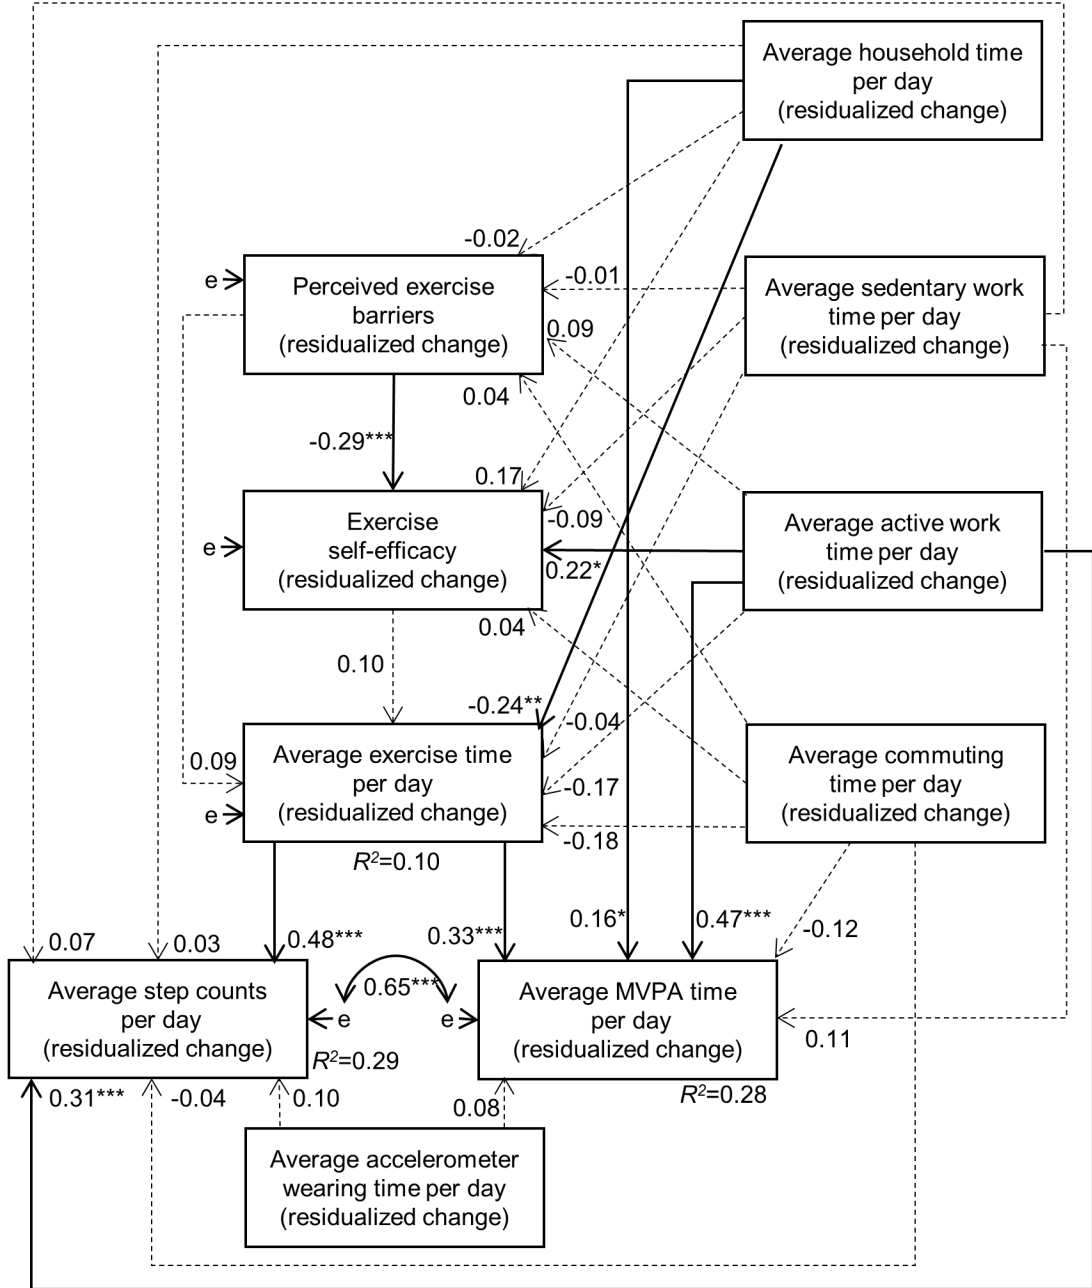 Average household time
per day
(residualized change)
-0.02
e
Perceived exercise
barriers
(residualized change)
-0.01
0.09
Average sedentary work
time per day
(residualized change)
0.04
-0.29***
0.17
e
Exercise
self-efficacy
(residualized change)
-0.09
0.22*
Average active work
time per day
(residualized change)
0.04
0.10
-0.24**
-0.04
0.09
e
Average exercise time
per day
(residualized change)
-0.17
-0.18
Average commuting
time per day
(residualized change)
R²=0.10
0.07
0.03
0.48***
0.33***
0.16*
0.47***
-0.12
Average step counts
per day
(residualized change)
0.65***
e
e
Average MVPA time
per day
(residualized change)
0.11
R²=0.29
R²=0.28
0.31***
-0.04
0.10
0.08
Average accelerometer
wearing time per day
(residualized change)